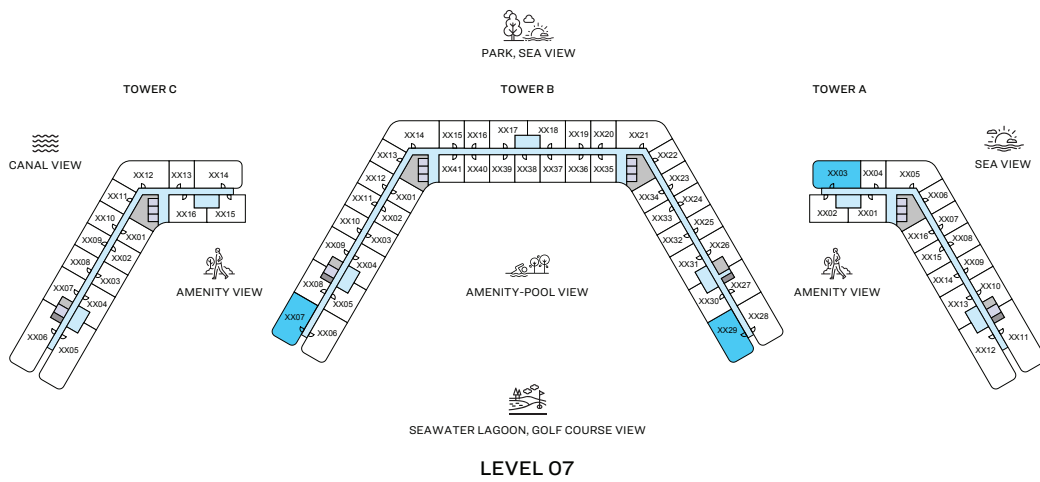 PARK, SEA VIEW
TOWER C
TOWER B
TOWER A
CANAL VIEW
SEA VIEW
XX12
XX13
XX14
XX11
XX10
XX09
XX08
XX07
XX06
XX05
XX04
XX03
XX02
XX01
XX16
XX15
AMENITY VIEW
XX14
XX15
XX16
XX17
XX18
XX19
XX20
XX21
XX13
XX12
XX11
XX10
XX09
XX08
XX07
XX06
XX05
XX04
XX03
XX02
XX01
XX41
XX40
XX39
XX38
XX37
XX36
XX35
XX34
XX33
XX32
XX31
XX30
XX29
XX22
XX23
XX24
XX25
XX26
XX27
XX28
AMENITY-POOL VIEW
XX03
XX04
XX05
XX02
XX01
XX06
XX07
XX08
XX09
XX10
XX11
XX16
XX15
XX14
XX13
XX12
AMENITY VIEW
SEAWATER LAGOON, GOLF COURSE VIEW
LEVEL 07